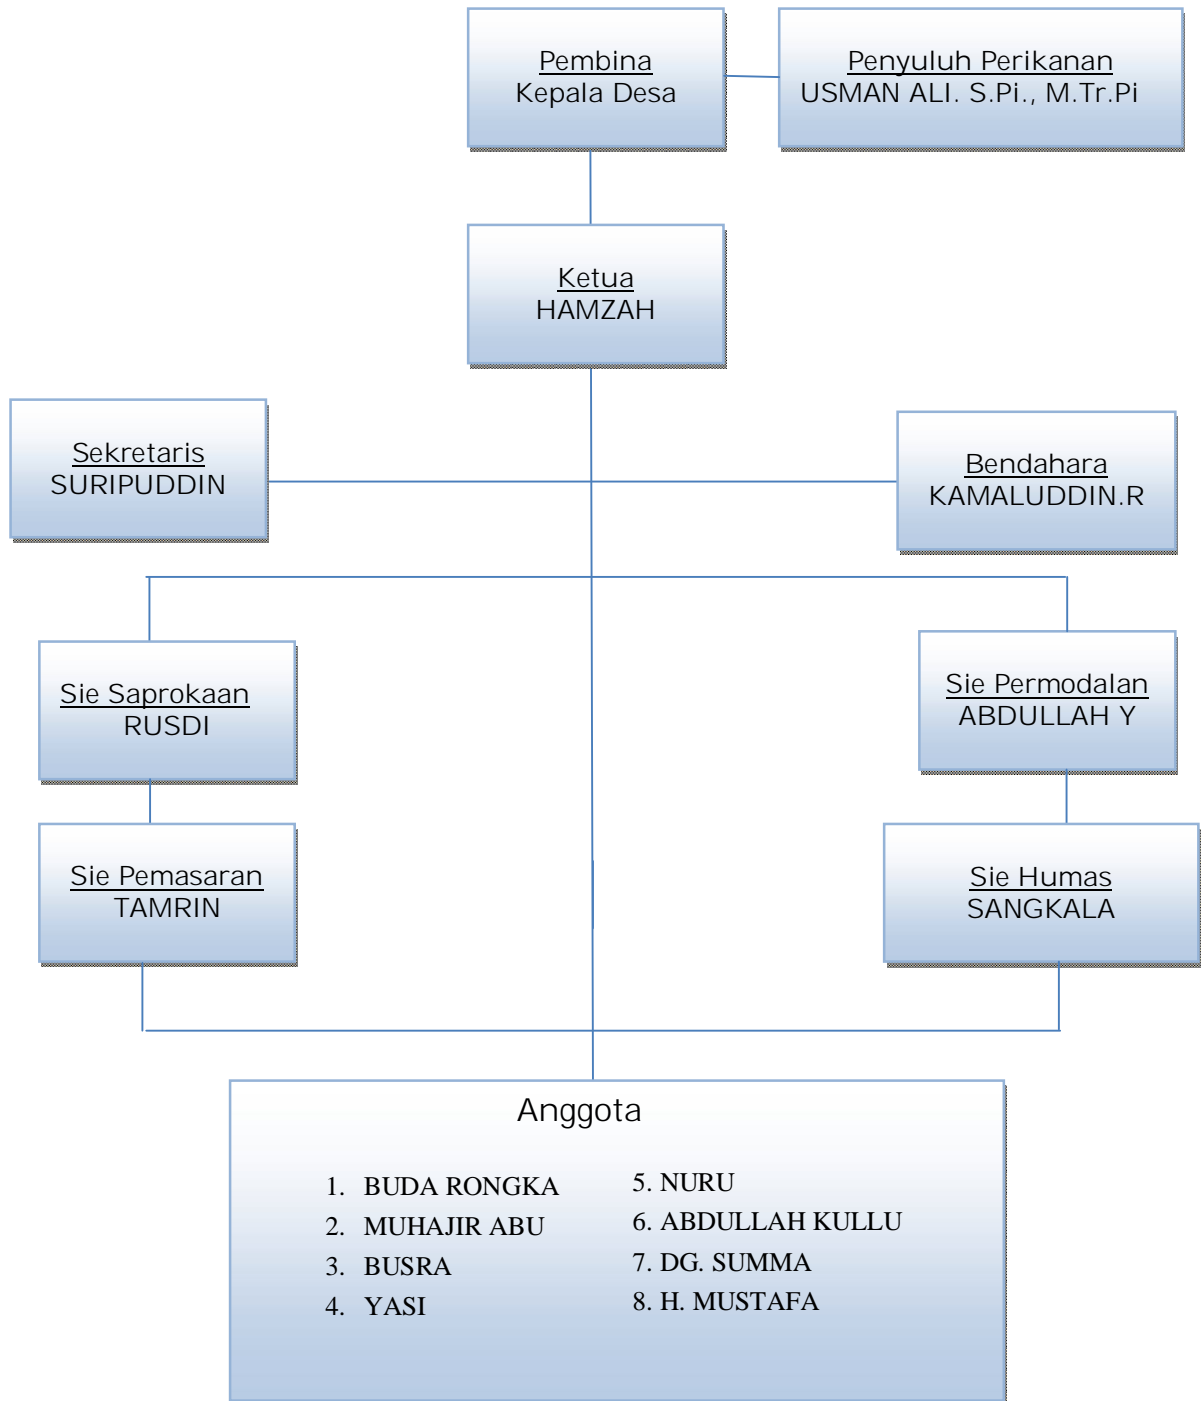 Pembina
Kepala Desa
Penyuluh Perikanan
USMAN ALI. S.Pi., M.Tr.Pi
Ketua
HAMZAH
Sekretaris
SURIPUDDIN
Bendahara
KAMALUDDIN.R
Sie Saprokaan
RUSDI
Sie Permodalan
ABDULLAH Y
Sie Pemasaran
TAMRIN
Sie Humas
SANGKALA
Anggota
1. BUDA RONGKA
2. MUHAJIR ABU
3. BUSRA
4. YASI
5. NURU
6. ABDULLAH KULLU
7. DG. SUMMA
8. H. MUSTAFA